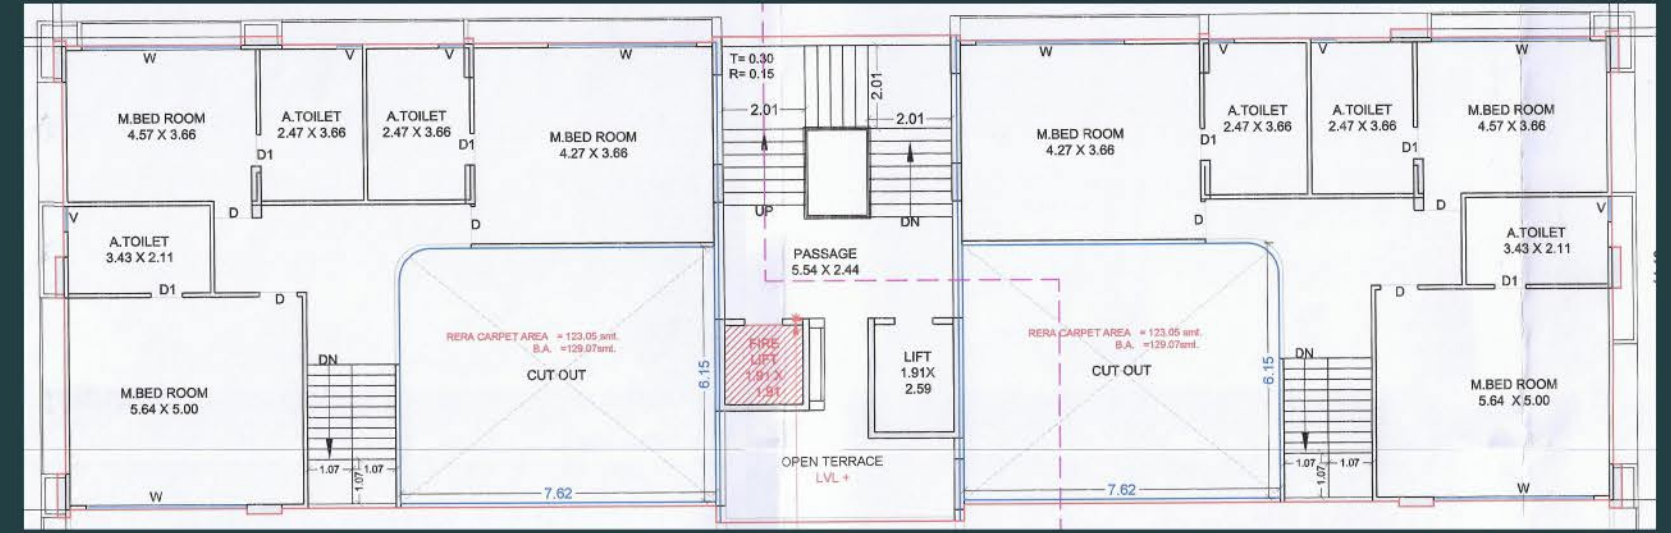 W
V
V
W
T= 0.30
R= 0.15
2.01
2.01
2.01
W
V
V
W
M.BED ROOM
4.57 X 3.66
A.TOILET
2.47 X 3.66
A.TOILET
2.47 X 3.66
M.BED ROOM
4.27 X 3.66
M.BED ROOM
4.27 X 3.66
A.TOILET
2.47 X 3.66
A.TOILET
2.47 X 3.66
M.BED ROOM
4.57 X 3.66
D1
D1
D1
D1
V
D
D
UP
DN
D
D
V
A.TOILET
3.43 X 2.11
PASSAGE
5.54 X 2.44
A.TOILET
3.43 X 2.11
D1
D
D
D1
RERA CARPET AREA = 123.05 smt.
B.A. =129.07smt.
CUT OUT
6.15
FIRE
LIFT
1.91 X
1.91
LIFT
1.91X
2.59
RERA CARPET AREA = 123.05 smt.
B.A. =129.07smt.
CUT OUT
6.15
DN
DN
M.BED ROOM
5.64 X 5.00
M.BED ROOM
5.64 X 5.00
1.07
1.07
1.07
OPEN TERRACE
LVL +
1.07
1.07
1.07
W
7.62
7.62
W